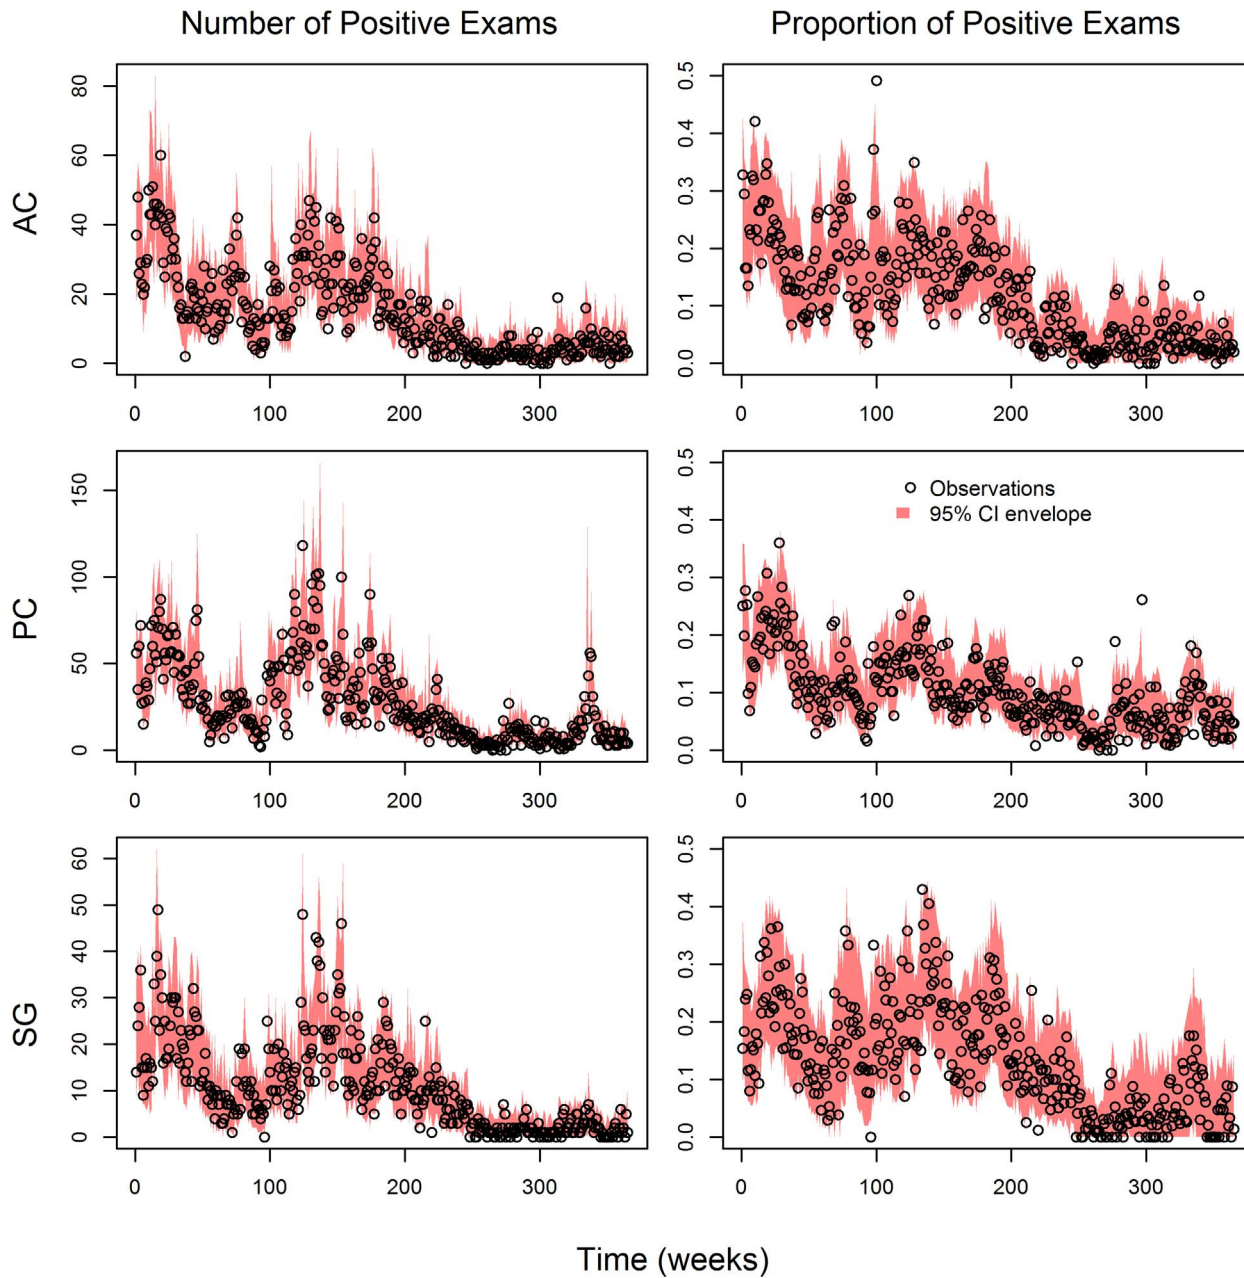 Number of Positive Exams
Proportion of Positive Exams
AC
0 20 40 60 80
0 100 200 300
0.0 0.1 0.2 0.3 0.4 0.5
0 100 200 300
PC
0 50 100 150
0 100 200 300
0.0 0.1 0.2 0.3 0.4 0.5
Observations
95% CI envelope
0 100 200 300
SG
0 10 20 30 40 50 60
0 100 200 300
0.0 0.1 0.2 0.3 0.4 0.5
0 100 200 300
Time (weeks)